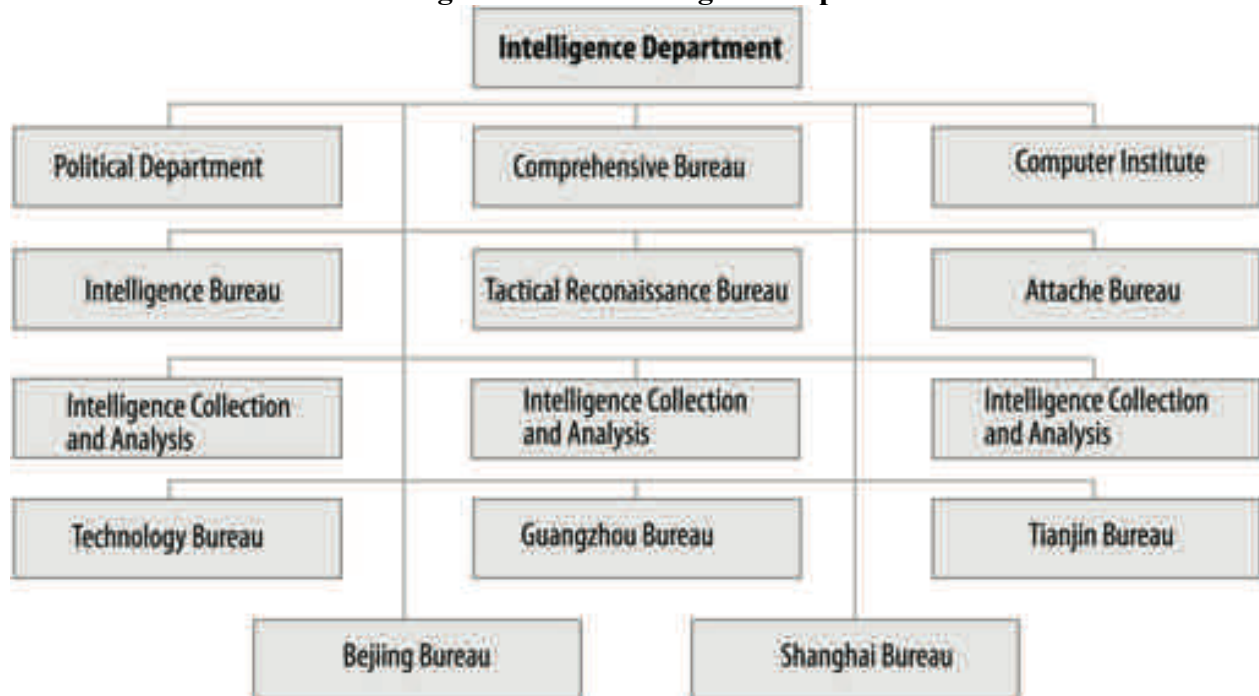 Intelligence Department
Political Department
Comprehensive Bureau
Computer Institute
Intelligence Bureau
Tactical Reconaissance Bureau
Attache Bureau
Intelligence Collection
and Analysis
Intelligence Collection
and Analysis
Intelligence Collection
and Analysis
Technology Bureau
Guangzhou Bureau
Tianjin Bureau
Bejiing Bureau
Shanghai Bureau